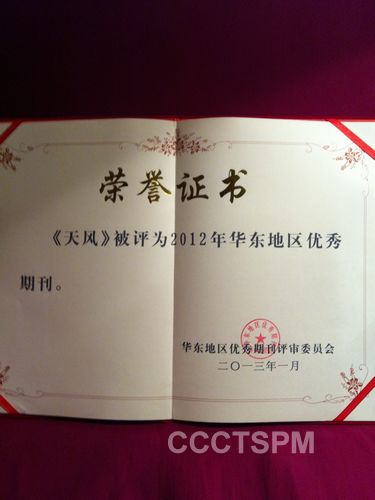 荣誉证书
《天风》被评为2012年华东地区优秀
期刊。
华东地区优秀期刊评审委员会
二〇一三年一月
CCCTSPM